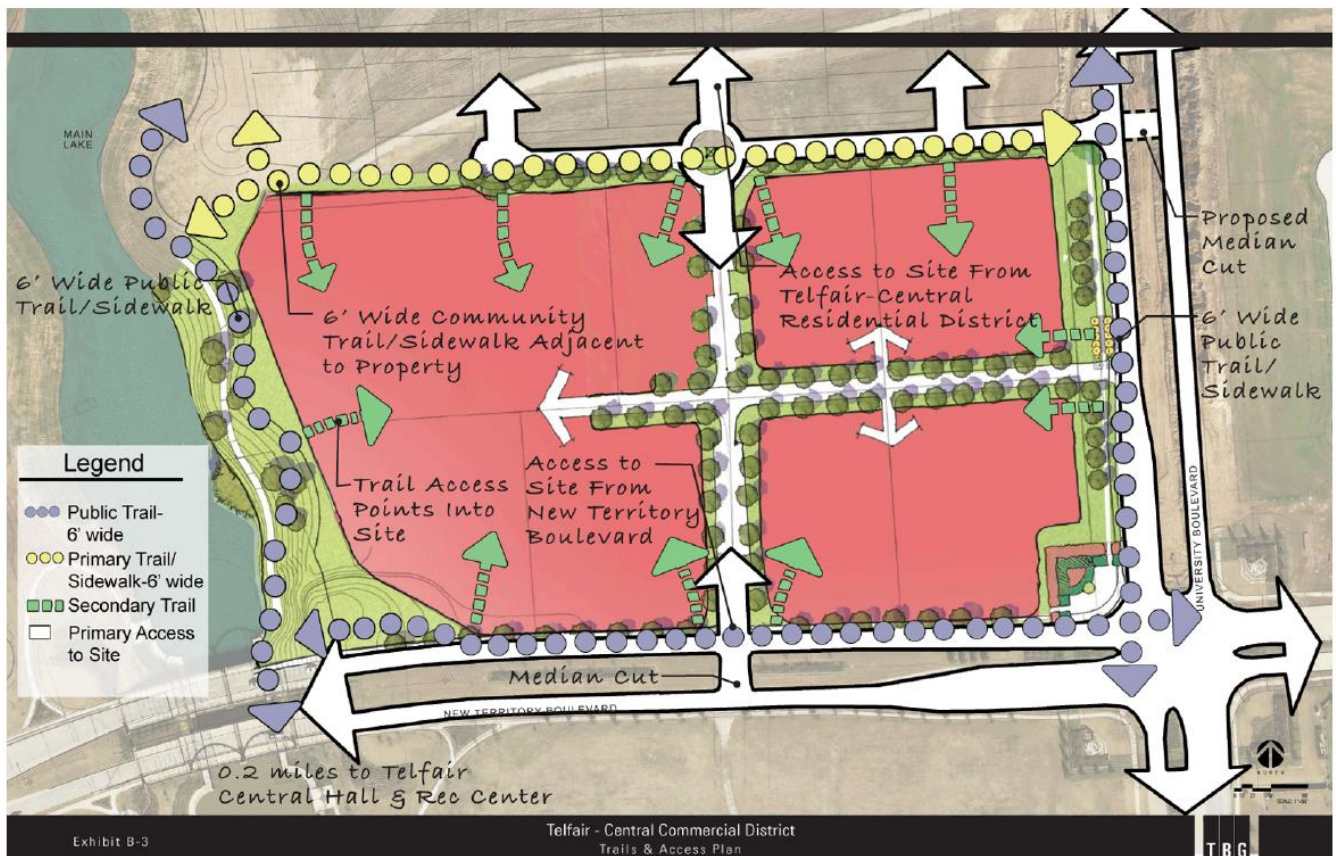 MAIN
LAKE
6' Wide Public
Trail/Sidewalk
6' Wide Community
Trail/Sidewalk Adjacent
to Property
Access to Site From
Telfair-Central
Residential District
Proposed
Median
Cut
6' Wide
Public
Trail/
Sidewalk
Trail Access
Points Into
Site
Access to
Site From
New Territory
Boulevard
UNIVERSITY BOULEVARD
Legend
Public Trail-
6' wide
Primary Trail/
Sidewalk-6' wide
Secondary Trail
Primary Access
to Site
Median Cut
NEW TERRITORY BOULEVARD
0.2 miles to Telfair
Central Hall & Rec Center
NORTH
Exhibit B-3
Telfair - Central Commercial District
Trails & Access Plan
TBG